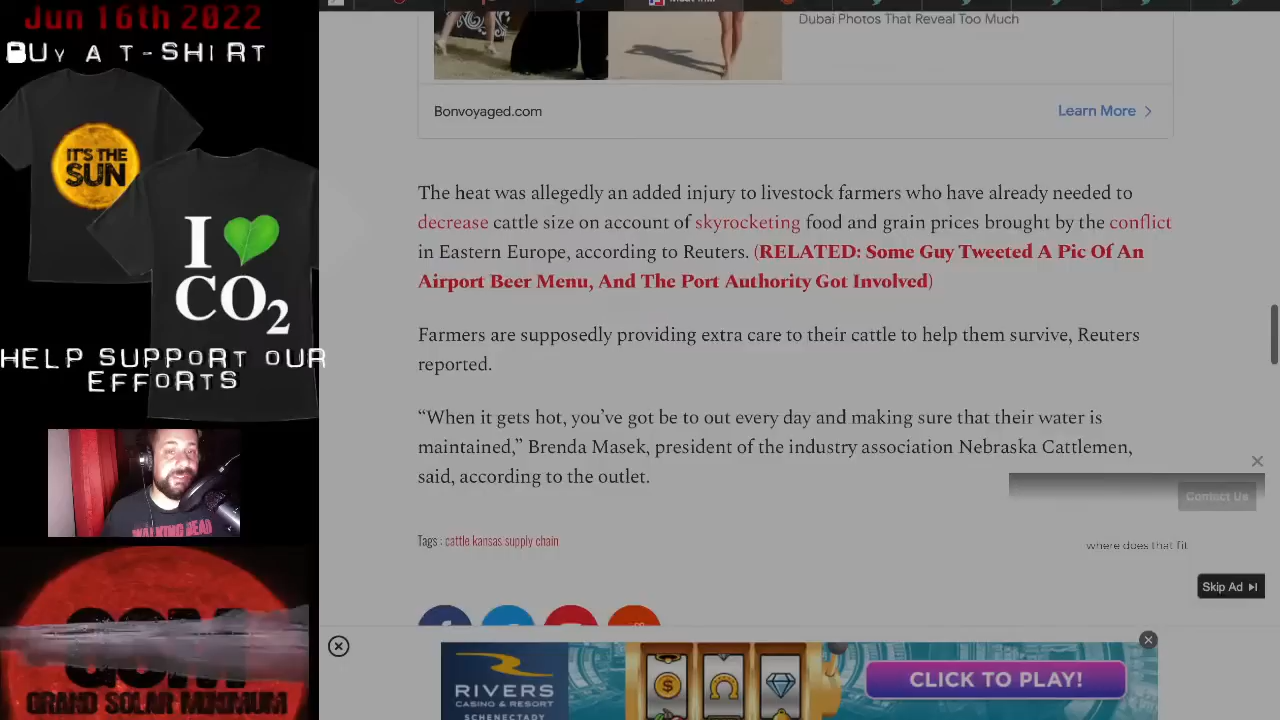 Jun 16th 2022
BUY A T-SHIRT
IT'S THE
SUN
I
CO2
HELP SUPPORT OUR
EFFORTS
WALKING DEAD
GSM
GRAND SOLAR MINIMUM
Dubai Photos That Reveal Too Much
Bonvoyaged.com
Learn More
The heat was allegedly an added injury to livestock farmers who have already needed to
decrease cattle size on account of skyrocketing food and grain prices brought by the conflict
in Eastern Europe, according to Reuters. (RELATED: Some Guy Tweeted A Pic Of An
Airport Beer Menu, And The Port Authority Got Involved)
Farmers are supposedly providing extra care to their cattle to help them survive, Reuters
reported.
“When it gets hot, you’ve got be to out every day and making sure that their water is
maintained,” Brenda Masek, president of the industry association Nebraska Cattlemen,
said, according to the outlet.
Contact Us
Tags : cattle kansas supply chain
where does that fit
Skip Ad
RIVERS
CASINO & RESORT
SCHENECTADY
CLICK TO PLAY!